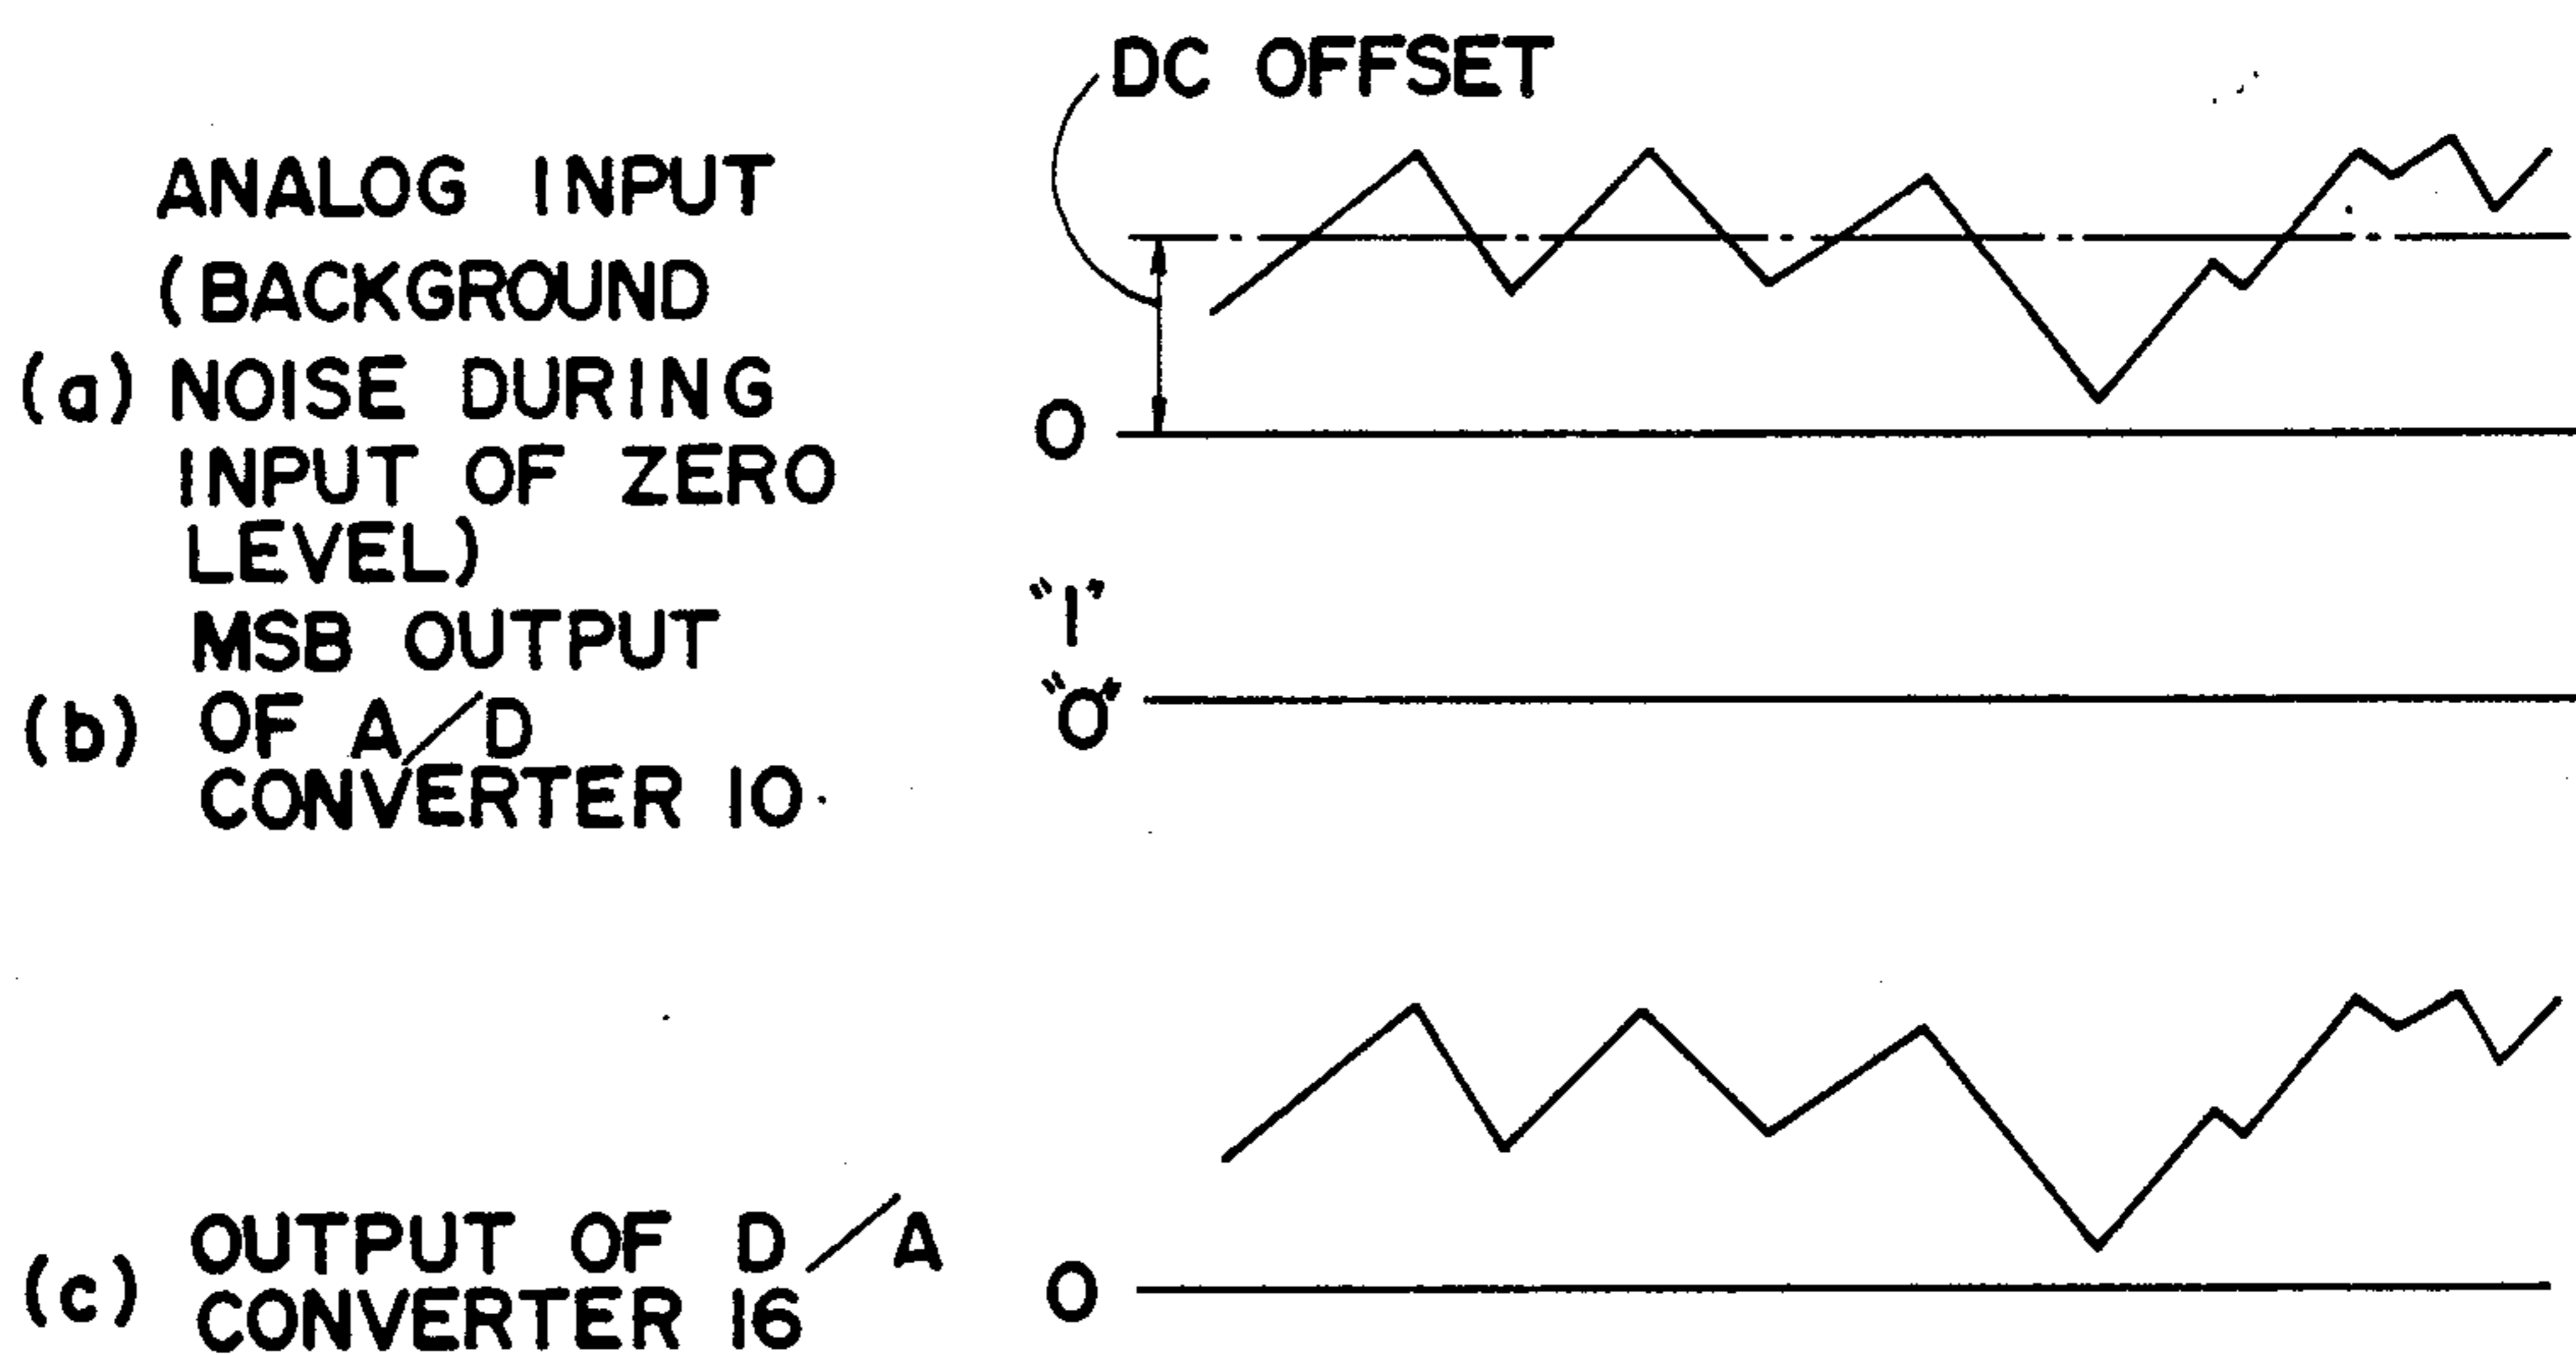 DC OFFSET
ANALOG INPUT
(BACKGROUND
(a) NOISE DURING
INPUT OF ZERO
LEVEL)
0
MSB OUTPUT
(b) OF A/D
CONVERTER 10
"1"
"0"
(c) OUTPUT OF D/A
CONVERTER 16
0